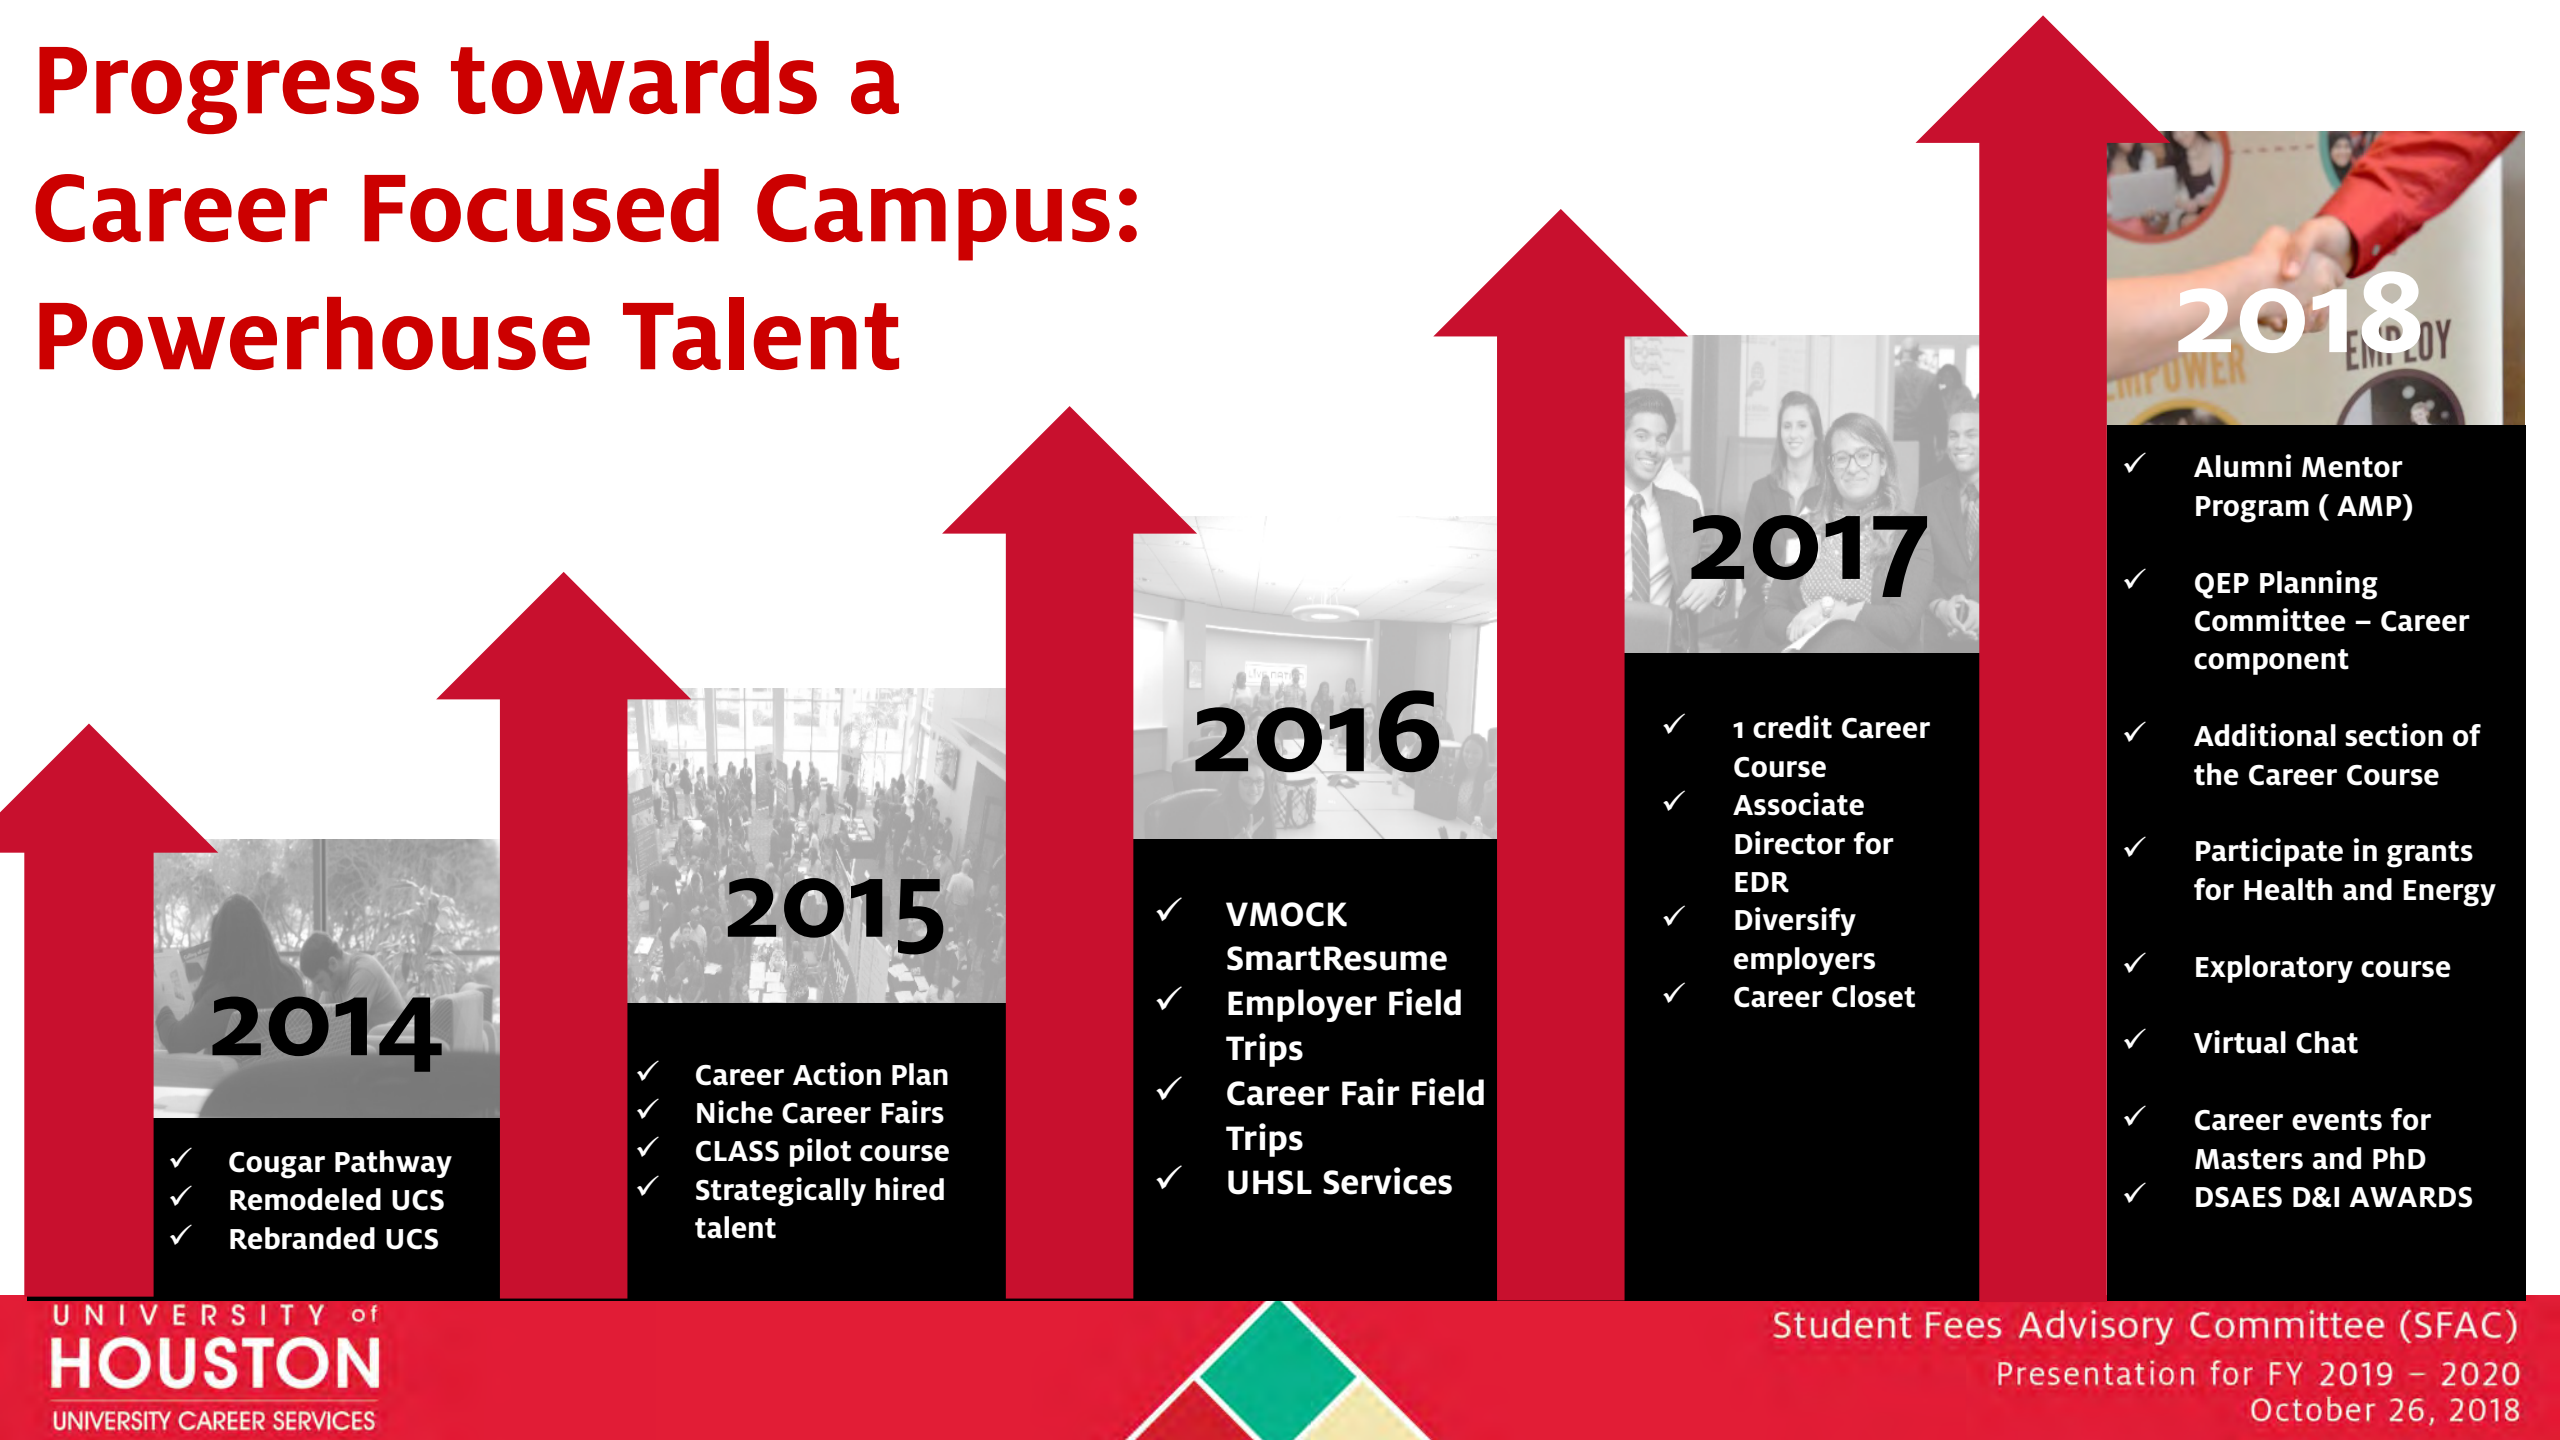 Progress towards a
Career Focused Campus:
Powerhouse Talent
2014
✓ Cougar Pathway
✓ Remodeled UCS
✓ Rebranded UCS
2015
✓ Career Action Plan
✓ Niche Career Fairs
✓ CLASS pilot course
✓ Strategically hired
talent
2016
✓ VMOCK
SmartResume
✓ Employer Field
Trips
✓ Career Fair Field
Trips
✓ UHSL Services
2017
✓ 1 credit Career
Course
✓ Associate
Director for
EDR
✓ Diversify
employers
✓ Career Closet
2018
EMPLOY
EMPOWER
✓ Alumni Mentor
Program ( AMP)
✓ QEP Planning
Committee – Career
component
✓ Additional section of
the Career Course
✓ Participate in grants
for Health and Energy
✓ Exploratory course
✓ Virtual Chat
✓ Career events for
Masters and PhD
✓ DSAES D&I AWARDS
UNIVERSITY of
HOUSTON
UNIVERSITY CAREER SERVICES
Student Fees Advisory Committee (SFAC)
Presentation for FY 2019 – 2020
October 26, 2018